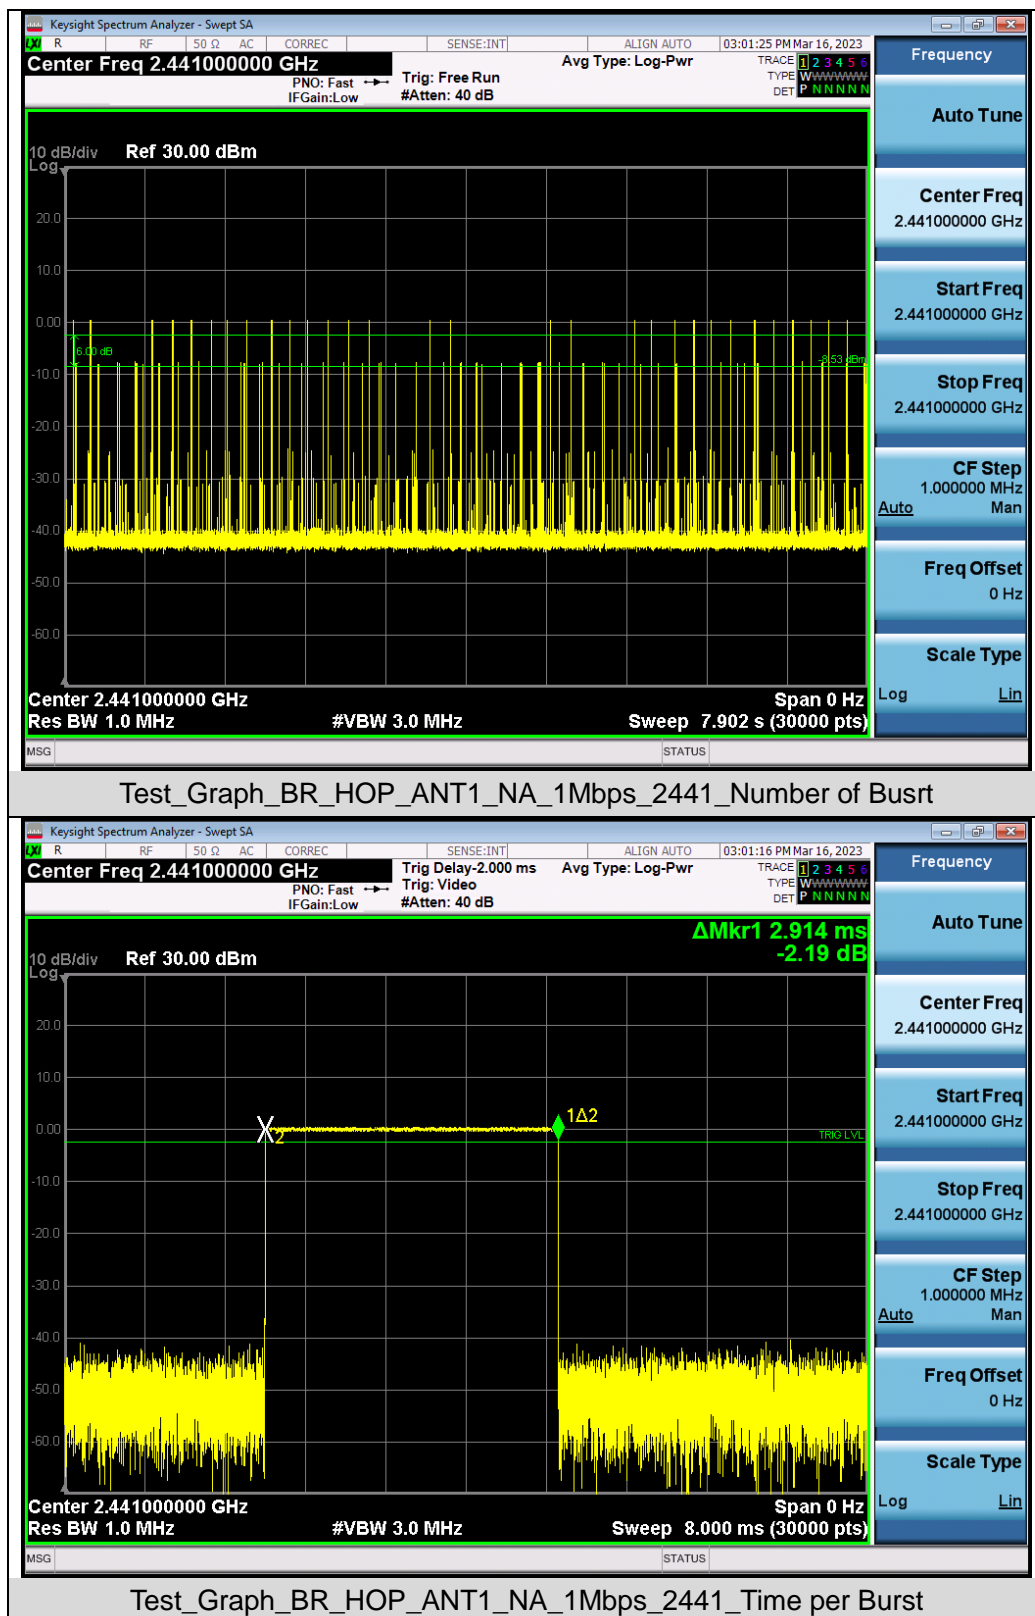 Keysight Spectrum Analyzer - Swept SA
LXI R RF 50 Ω AC CORREC SENSE:INT ALIGN AUTO 03:01:25 PM Mar 16, 2023
Center Freq 2.441000000 GHz
PNO: Fast
IFGain:Low
Trig: Free Run
#Atten: 40 dB
Avg Type: Log-Pwr
TRACE 1 2 3 4 5 6
TYPE WWWWWW
DET P N N N N N
Frequency
Auto Tune
10 dB/div Ref 30.00 dBm
Log
20.0
10.0
0.00
-10.0
-20.0
-30.0
-40.0
-50.0
-60.0
6.00 dB
-8.53 dBm
Center Freq
2.441000000 GHz
Start Freq
2.441000000 GHz
Stop Freq
2.441000000 GHz
CF Step
1.000000 MHz
Auto Man
Freq Offset
0 Hz
Scale Type
Log Lin
Center 2.441000000 GHz Span 0 Hz
Res BW 1.0 MHz #VBW 3.0 MHz Sweep 7.902 s (30000 pts)
MSG STATUS
Test_Graph_BR_HOP_ANT1_NA_1Mbps_2441_Number of Busrt
Keysight Spectrum Analyzer - Swept SA
LXI R RF 50 Ω AC CORREC SENSE:INT ALIGN AUTO 03:01:16 PM Mar 16, 2023
Center Freq 2.441000000 GHz
PNO: Fast
IFGain:Low
Trig Delay-2.000 ms
Trig: Video
#Atten: 40 dB
Avg Type: Log-Pwr
TRACE 1 2 3 4 5 6
TYPE WWWWWW
DET P N N N N N
Frequency
Auto Tune
ΔMkr1 2.914 ms
-2.19 dB
10 dB/div Ref 30.00 dBm
Log
20.0
10.0
0.00
-10.0
-20.0
-30.0
-40.0
-50.0
-60.0
2
1Δ2
TRIG LVL
Center Freq
2.441000000 GHz
Start Freq
2.441000000 GHz
Stop Freq
2.441000000 GHz
CF Step
1.000000 MHz
Auto Man
Freq Offset
0 Hz
Scale Type
Log Lin
Center 2.441000000 GHz Span 0 Hz
Res BW 1.0 MHz #VBW 3.0 MHz Sweep 8.000 ms (30000 pts)
MSG STATUS
Test_Graph_BR_HOP_ANT1_NA_1Mbps_2441_Time per Burst